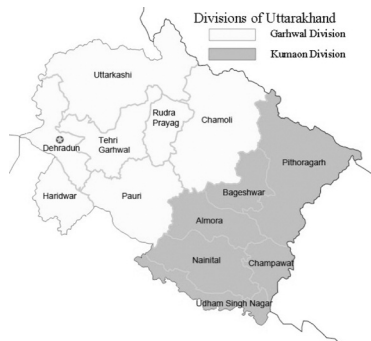 Divisions of Uttarakhand
Garhwal Division
Kumaon Division
Uttarkashi
Rudra
Prayag
Chamoli
Dehradun
Tehri
Garhwal
Pithoragarh
Haridwar
Pauri
Bageshwar
Almora
Nainital
Champawat
Udham Singh Nagar